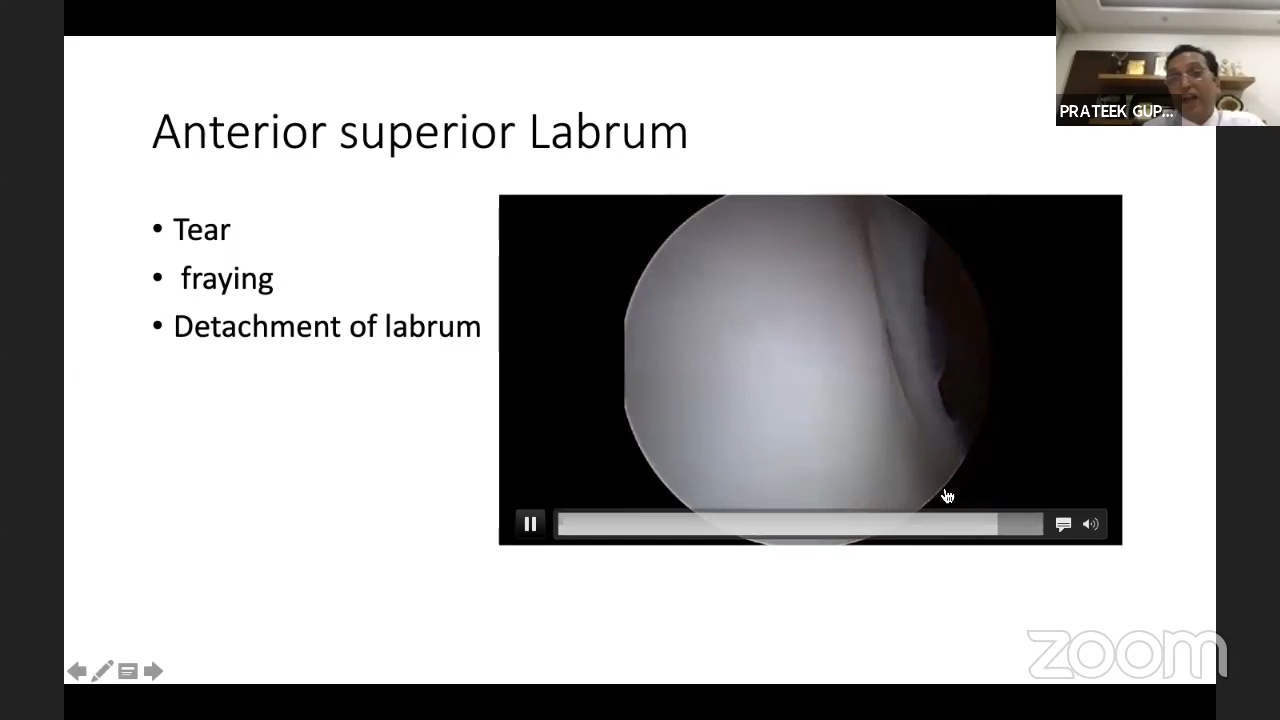 PRATEEK GUP...
Anterior superior Labrum
• Tear
• fraying
• Detachment of labrum
zoom